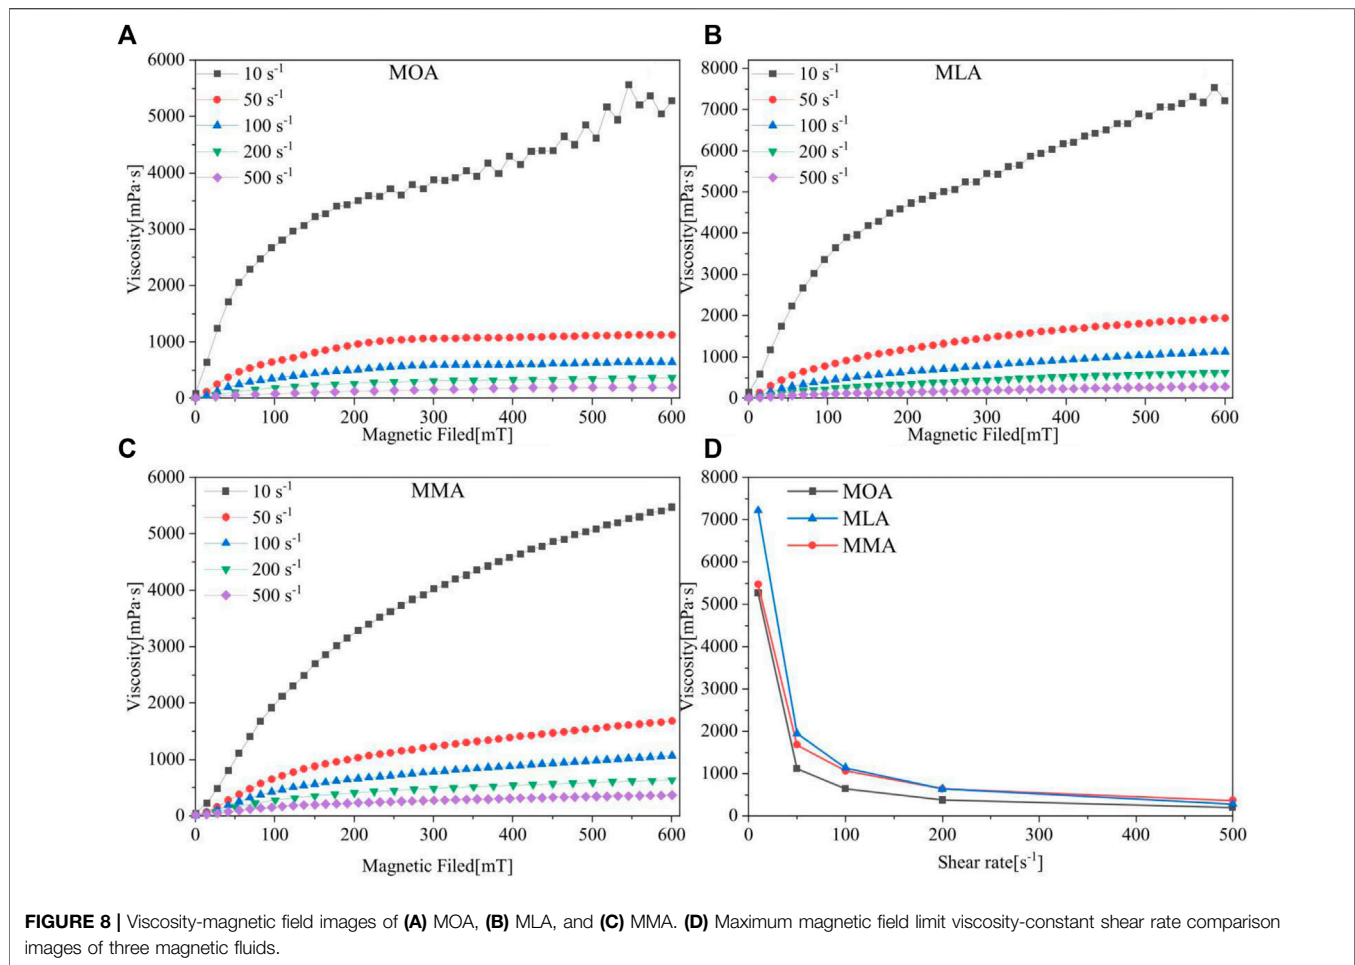 A
MOA
10 s-1
50 s-1
100 s-1
200 s-1
500 s-1
6000
5000
4000
3000
2000
1000
0
Viscosity[mPa·s]
0 100 200 300 400 500 600
Magnetic Filed[mT]
B
MLA
10 s-1
50 s-1
100 s-1
200 s-1
500 s-1
8000
7000
6000
5000
4000
3000
2000
1000
0
Viscosity[mPa·s]
0 100 200 300 400 500 600
Magnetic Filed[mT]
C
MMA
10 s-1
50 s-1
100 s-1
200 s-1
500 s-1
6000
5000
4000
3000
2000
1000
0
Viscosity[mPa·s]
0 100 200 300 400 500 600
Magnetic Filed[mT]
D
MOA
MLA
MMA
8000
7000
6000
5000
4000
3000
2000
1000
0
Viscosity[mPa·s]
0 100 200 300 400 500
Shear rate[s-1]
FIGURE 8 | Viscosity-magnetic field images of (A) MOA, (B) MLA, and (C) MMA. (D) Maximum magnetic field limit viscosity-constant shear rate comparison
images of three magnetic fluids.